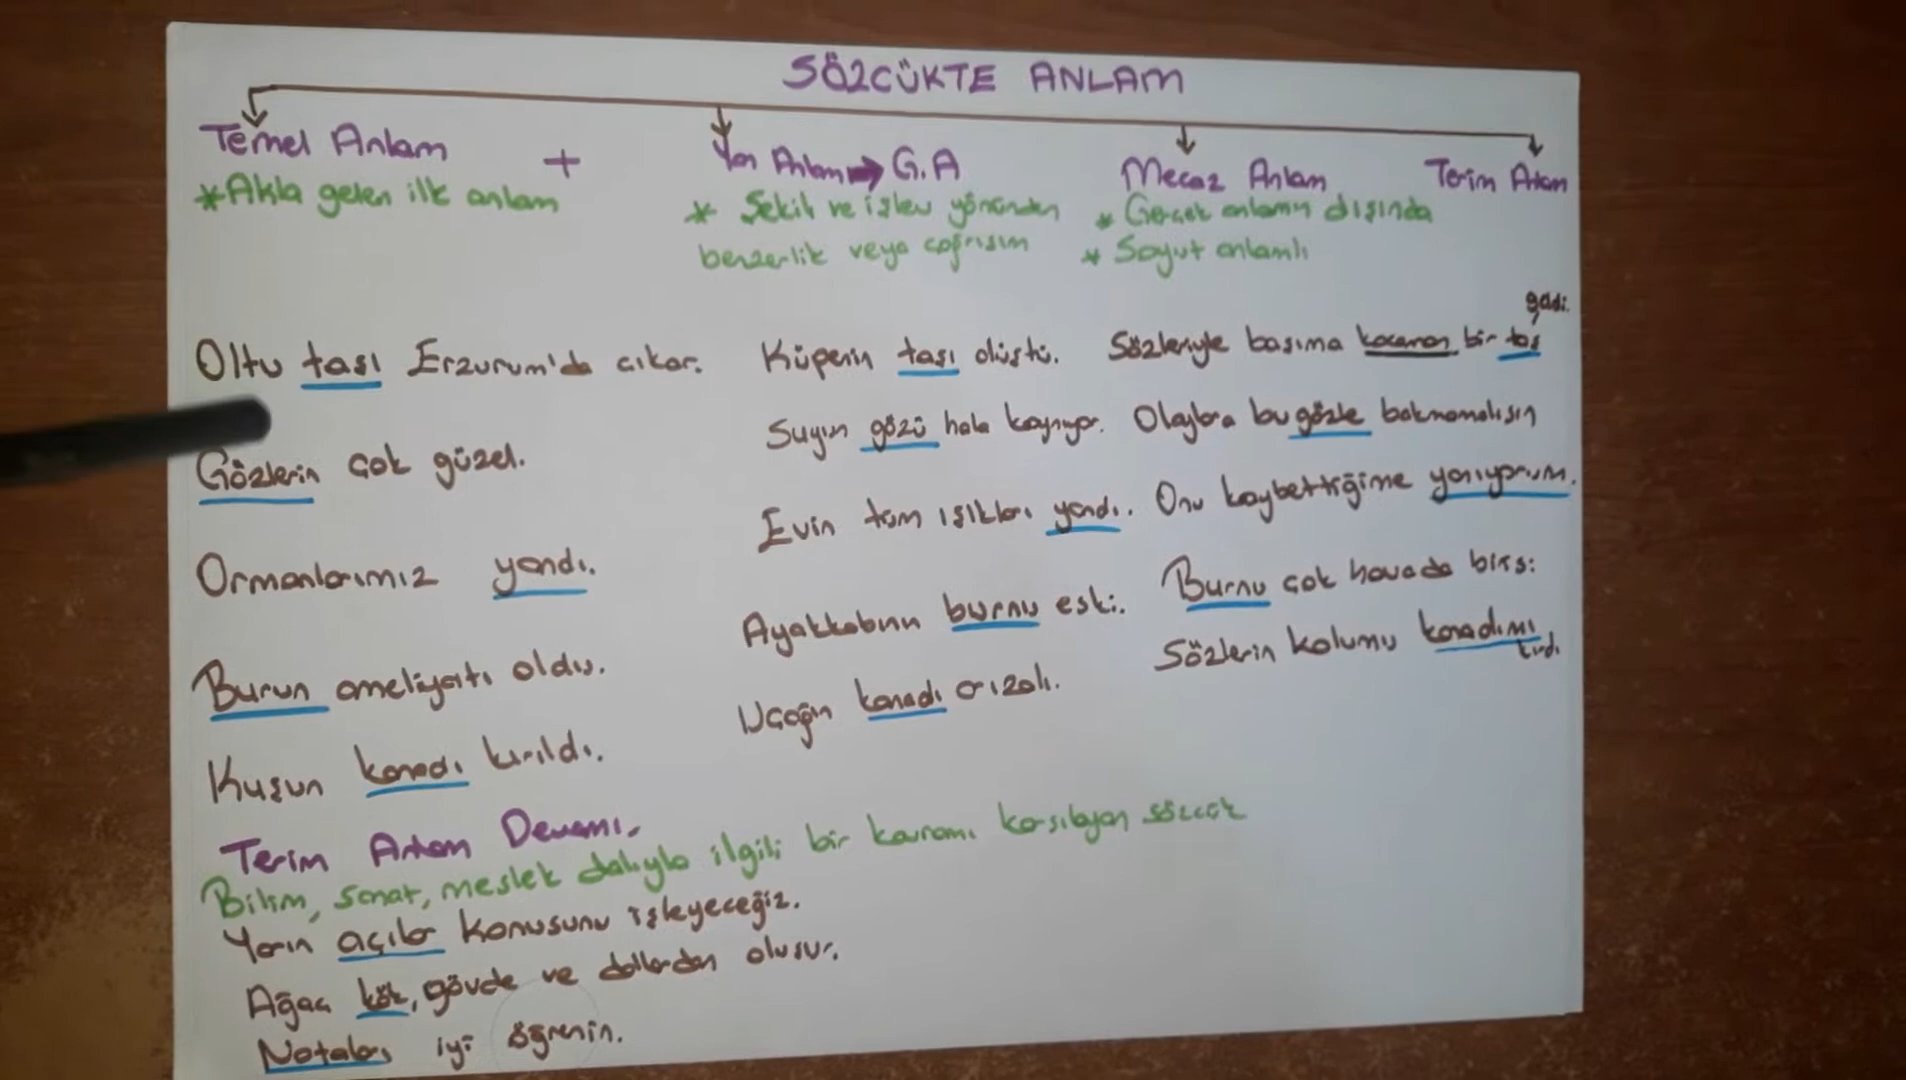 SÖZCÜKTE ANLAM
Temel Anlam + Yan Anlam → G.A
*Akla gelen ilk anlam
* Şekil ve işlev yönünden
benzerlik veya çağrışım
Mecaz Anlam
* Gerçek anlamın dışında
* Soyut anlamlı
Terim Anlam
Oltu taşı Erzurum'da çıkar.
Gözlerin çok güzel.
Ormanlarımız yandı.
Burun ameliyatı oldu.
Kuşun kanadı kırıldı.
Küpenin taşı düştü.
Suyun gözü hala kaynıyor.
Evin tüm ışıkları yandı.
Ayakkabının burnu eski.
Uçağın kanadı arızalı.
Sözleriyle başıma kocaman bir taş
geldi.
Olaylara bu gözle bakmamalısın
Onu kaybettiğime yanıyorum.
Burnu çok havada birisi
Sözlerin kolumu kanadımı
kırdı.
Terim Anlam Devamı.
Bilim, sanat, meslek dalıyla ilgili bir kavramı karşılayan sözcük
Yarın açılar konusunu işleyeceğiz.
Ağaç kök, gövde ve dallardan oluşur.
Notaları iyi öğrenin.